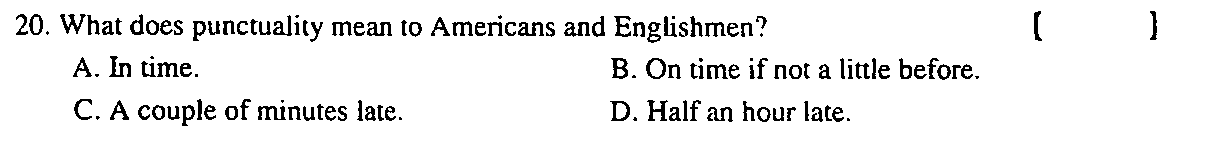 20. What does punctuality mean to Americans and Englishmen? [ ]
A. In time. B. On time if not a little before.
C. A couple of minutes late. D. Half an hour late.